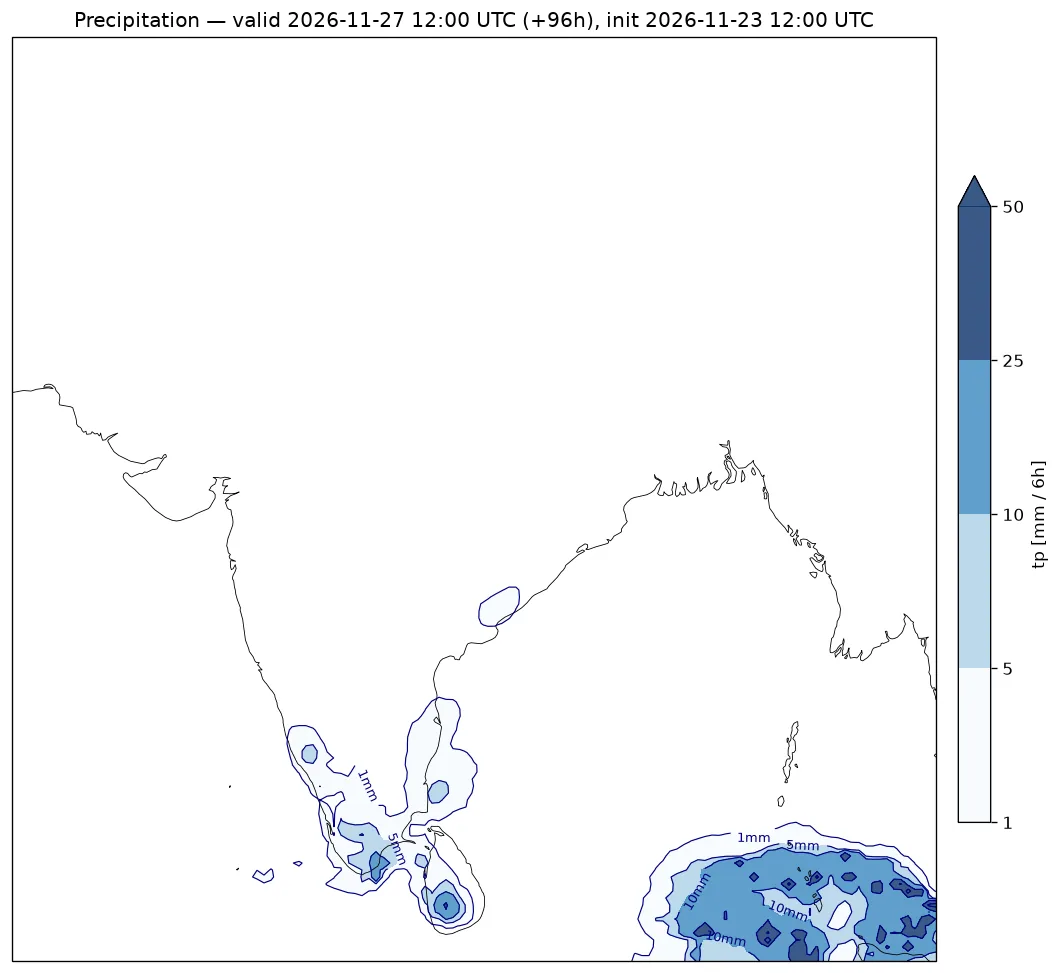 Precipitation — valid 2026-11-27 12:00 UTC (+96h), init 2026-11-23 12:00 UTC
50
25
10
5
1
tp [mm / 6h]
1mm
5mm
1mm
5mm
10mm
10mm
10mm